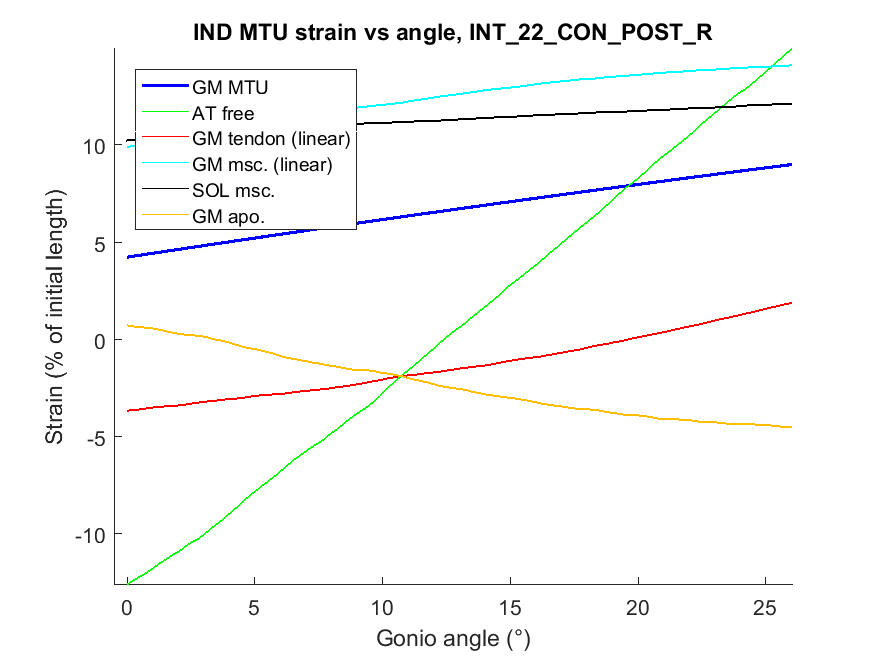 IND MTU strain vs angle, INT_22_CON_POST_R
GM MTU
AT free
GM tendon (linear)
GM msc. (linear)
SOL msc.
GM apo.
10
5
0
-5
-10
Strain (% of initial length)
0 5 10 15 20 25
Gonio angle (°)